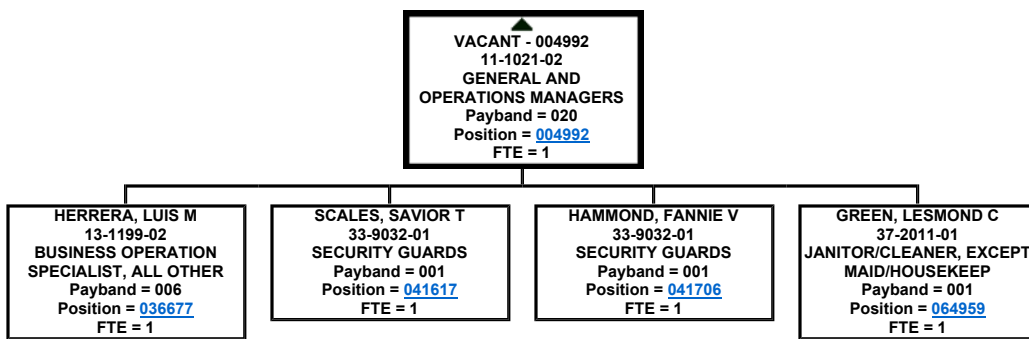 VACANT - 004992
11-1021-02
GENERAL AND
OPERATIONS MANAGERS
Payband = 020
Position = 004992
FTE = 1
HERRERA, LUIS M
13-1199-02
BUSINESS OPERATION
SPECIALIST, ALL OTHER
Payband = 006
Position = 036677
FTE = 1
SCALES, SAVIOR T
33-9032-01
SECURITY GUARDS
Payband = 001
Position = 041617
FTE = 1
HAMMOND, FANNIE V
33-9032-01
SECURITY GUARDS
Payband = 001
Position = 041706
FTE = 1
GREEN, LESMOND C
37-2011-01
JANITOR/CLEANER, EXCEPT
MAID/HOUSEKEEP
Payband = 001
Position = 064959
FTE = 1